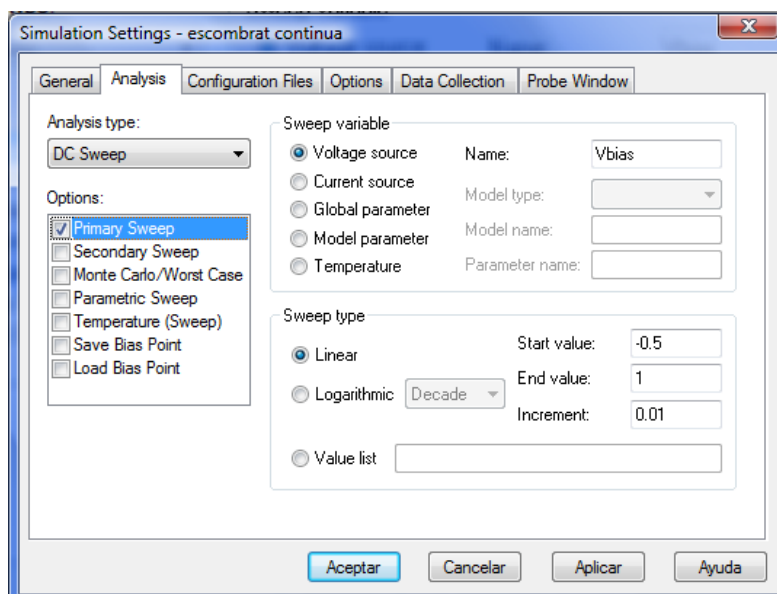 Simulation Settings - escombrat continua
General Analysis Configuration Files Options Data Collection Probe Window
Analysis type:
DC Sweep
Options:
Primary Sweep
Secondary Sweep
Monte Carlo/Worst Case
Parametric Sweep
Temperature (Sweep)
Save Bias Point
Load Bias Point
Sweep variable
Voltage source
Current source
Global parameter
Model parameter
Temperature
Name: Vbias
Model type:
Model name:
Parameter name:
Sweep type
Linear
Logarithmic Decade
Value list
Start value: -0.5
End value: 1
Increment: 0.01
Aceptar Cancelar Aplicar Ayuda